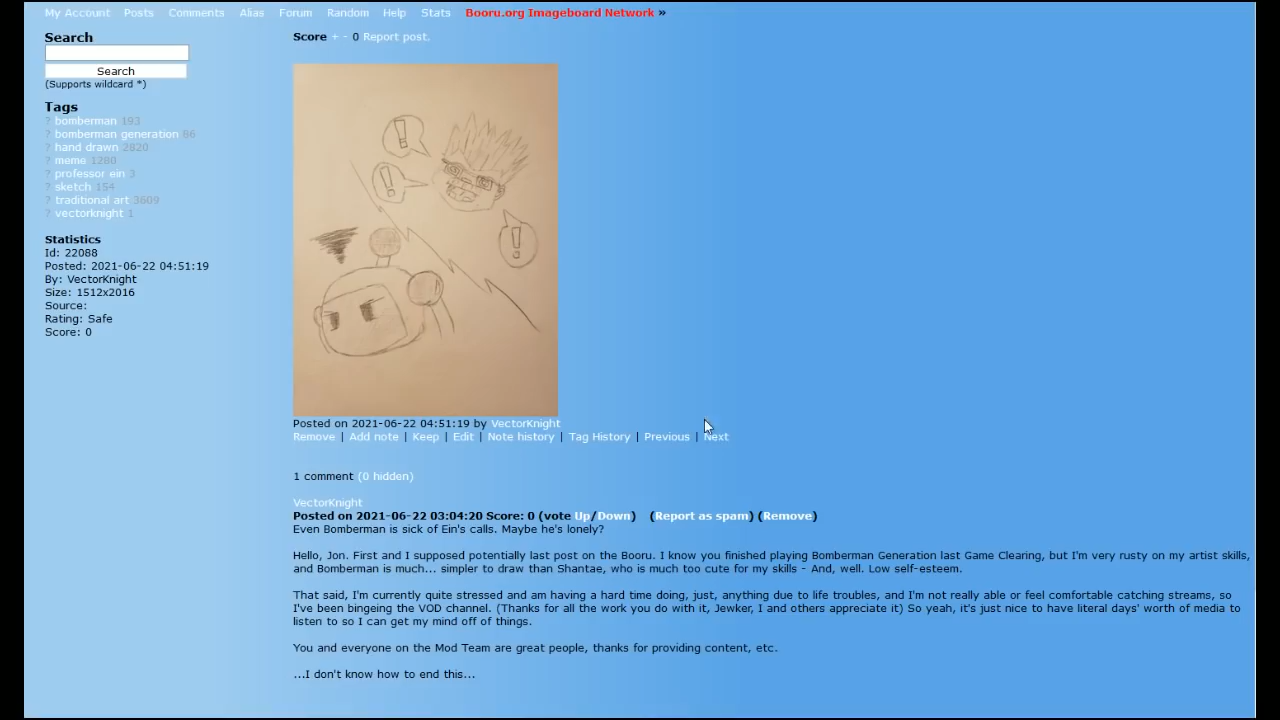 My Account Posts Comments Alias Forum Random Help Stats Booru.org Imageboard Network »
Search
Search
(Supports wildcard *)
Tags
? bomberman 193
? bomberman generation 86
? hand drawn 2820
? meme 1280
? professor ein 3
? sketch 154
? traditional art 3609
? vectorknight 1
Statistics
Id: 22088
Posted: 2021-06-22 04:51:19
By: VectorKnight
Size: 1512x2016
Source:
Rating: Safe
Score: 0
Score + - 0 Report post.
!
!
!
Posted on 2021-06-22 04:51:19 by VectorKnight
Remove | Add note | Keep | Edit | Note history | Tag History | Previous | Next
1 comment (0 hidden)
VectorKnight
Posted on 2021-06-22 03:04:20 Score: 0 (vote Up/Down) (Report as spam) (Remove)
Even Bomberman is sick of Ein's calls. Maybe he's lonely?
Hello, Jon. First and I supposed potentially last post on the Booru. I know you finished playing Bomberman Generation last Game Clearing, but I'm very rusty on my artist skills,
and Bomberman is much... simpler to draw than Shantae, who is much too cute for my skills - And, well. Low self-esteem.
That said, I'm currently quite stressed and am having a hard time doing, just, anything due to life troubles, and I'm not really able or feel comfortable catching streams, so
I've been bingeing the VOD channel. (Thanks for all the work you do with it, Jewker, I and others appreciate it) So yeah, it's just nice to have literal days' worth of media to
listen to so I can get my mind off of things.
You and everyone on the Mod Team are great people, thanks for providing content, etc.
...I don't know how to end this...